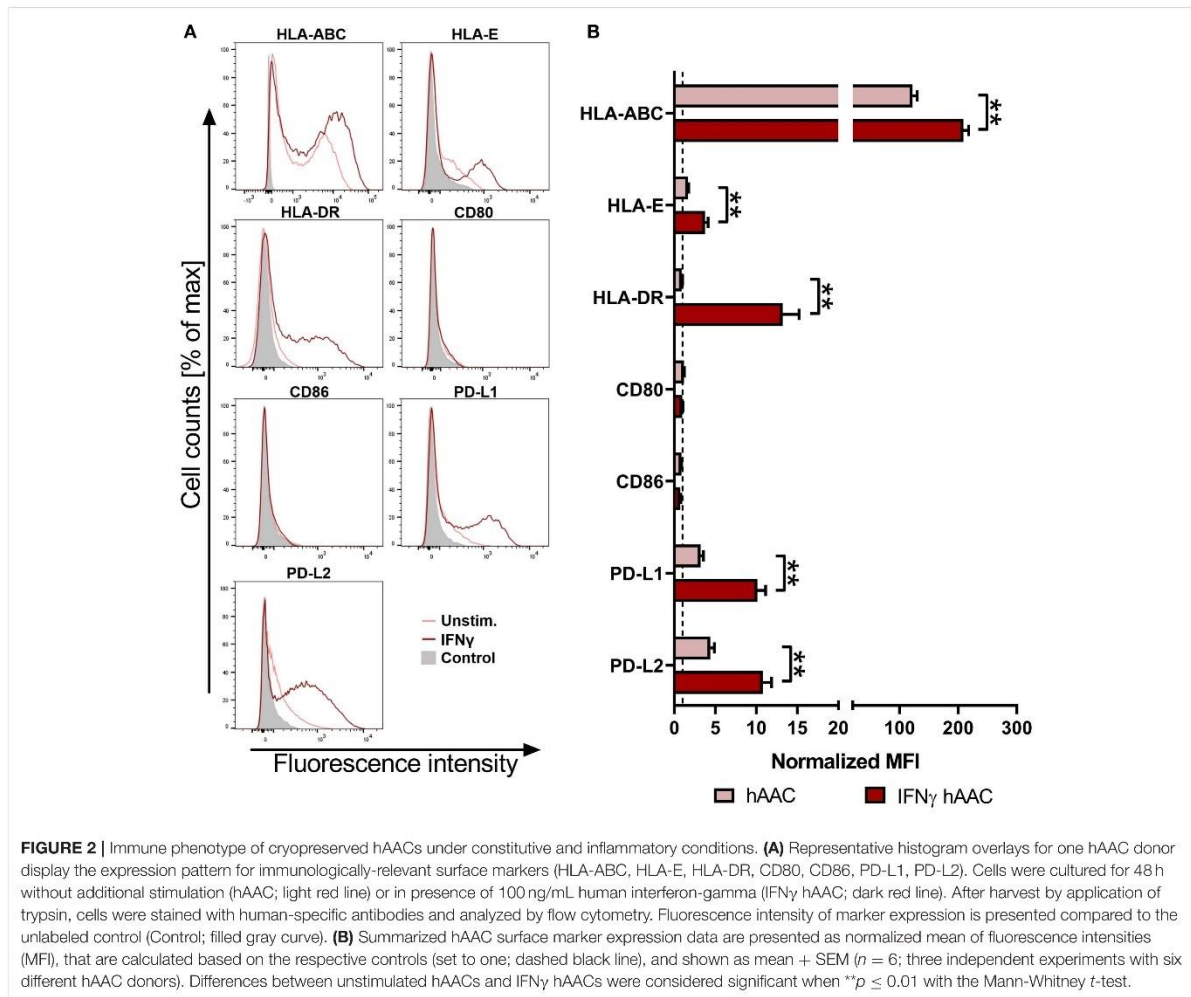 A
B
HLA-ABC
HLA-E
HLA-DR
CD80
CD86
PD-L1
PD-L2
Cell counts [% of max]
Fluorescence intensity
Unstim.
IFNγ
Control
HLA-ABC
**
HLA-E
**
HLA-DR
**
CD80
CD86
PD-L1
**
PD-L2
**
0 5 10 15 20 100 200 300
Normalized MFI
hAAC
IFNγ hAAC
FIGURE 2 | Immune phenotype of cryopreserved hAACs under constitutive and inflammatory conditions. (A) Representative histogram overlays for one hAAC donor
display the expression pattern for immunologically-relevant surface markers (HLA-ABC, HLA-E, HLA-DR, CD80, CD86, PD-L1, PD-L2). Cells were cultured for 48 h
without additional stimulation (hAAC; light red line) or in presence of 100 ng/mL human interferon-gamma (IFNγ hAAC; dark red line). After harvest by application of
trypsin, cells were stained with human-specific antibodies and analyzed by flow cytometry. Fluorescence intensity of marker expression is presented compared to the
unlabeled control (Control; filled gray curve). (B) Summarized hAAC surface marker expression data are presented as normalized mean of fluorescence intensities
(MFI), that are calculated based on the respective controls (set to one; dashed black line), and shown as mean + SEM (n = 6; three independent experiments with six
different hAAC donors). Differences between unstimulated hAACs and IFNγ hAACs were considered significant when **p ≤ 0.01 with the Mann-Whitney t-test.